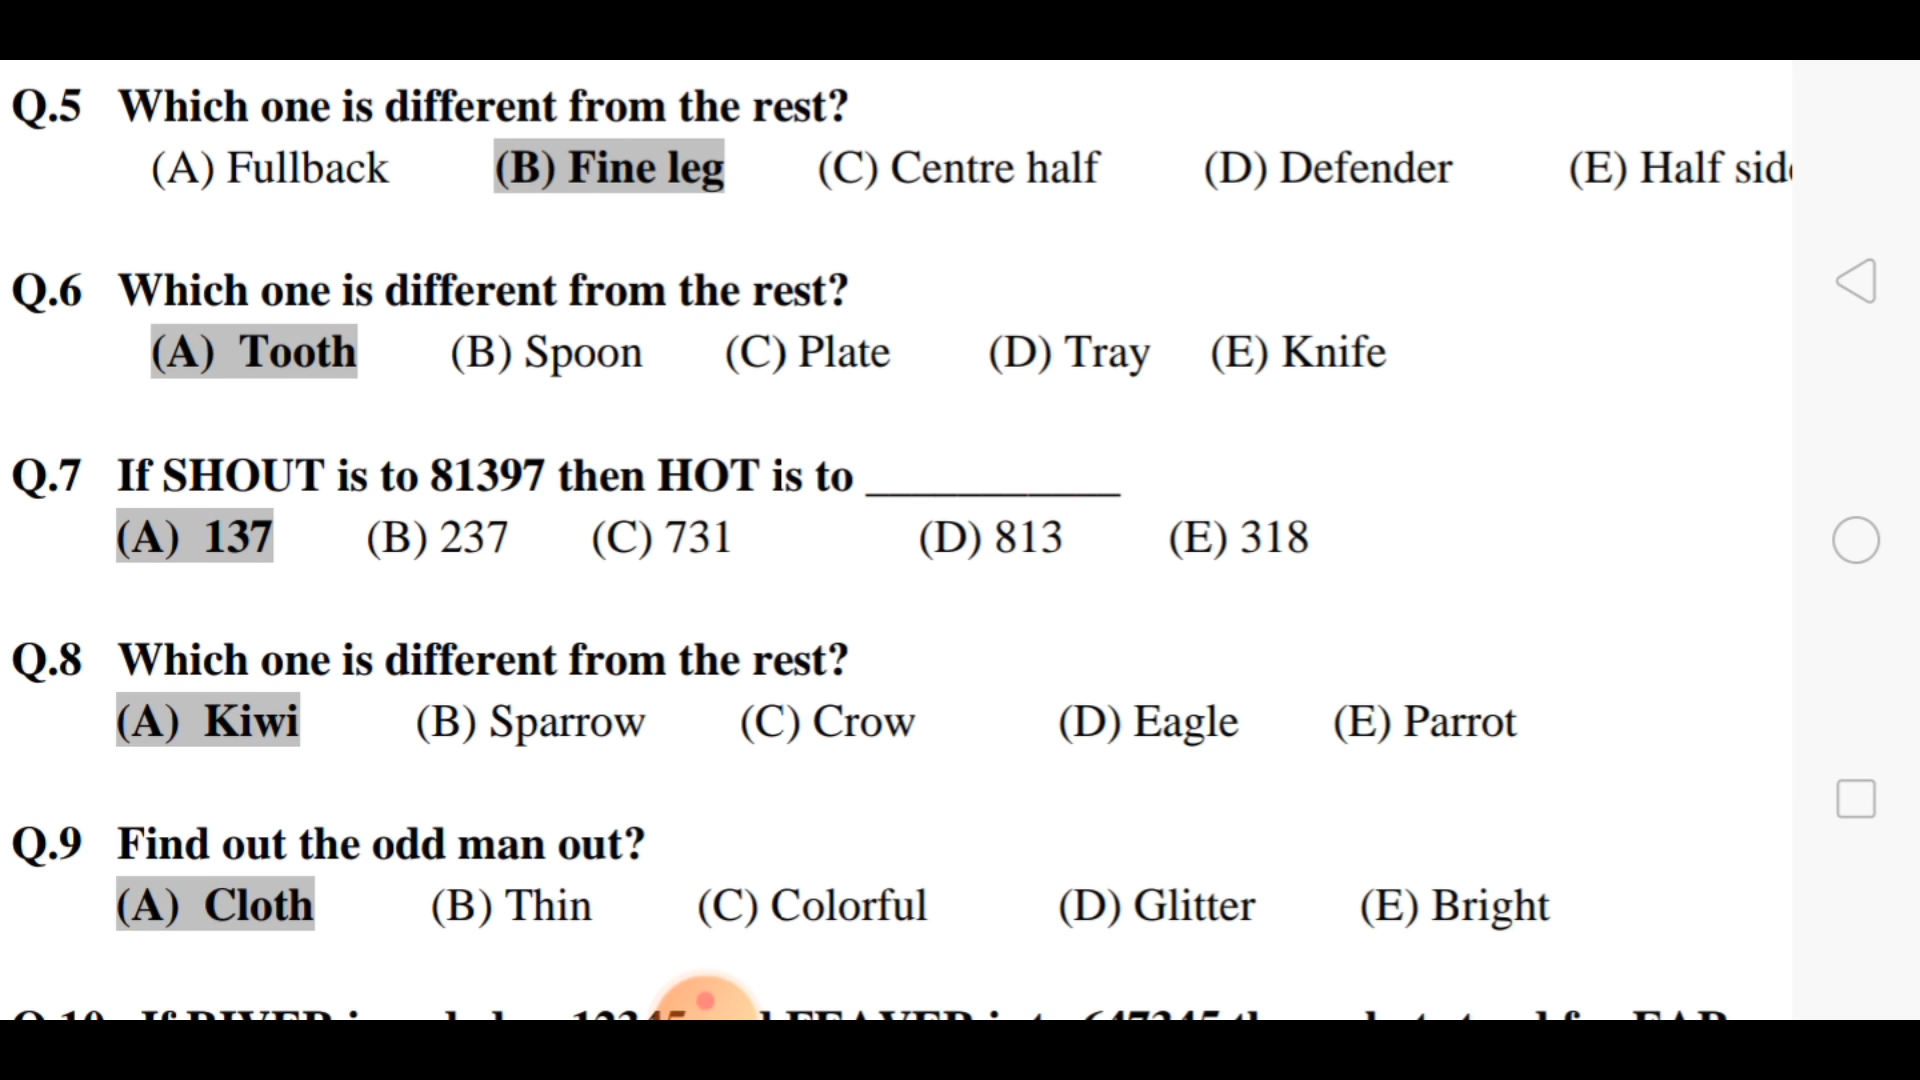 Q.5 Which one is different from the rest?
(A) Fullback (B) Fine leg (C) Centre half (D) Defender (E) Half
Q.6 Which one is different from the rest?
(A) Tooth (B) Spoon (C) Plate (D) Tray (E) Knife
Q.7 If SHOUT is to 81397 then HOT is to ___________
(A) 137 (B) 237 (C) 731 (D) 813 (E) 318
Q.8 Which one is different from the rest?
(A) Kiwi (B) Sparrow (C) Crow (D) Eagle (E) Parrot
Q.9 Find out the odd man out?
(A) Cloth (B) Thin (C) Colorful (D) Glitter (E) Bright